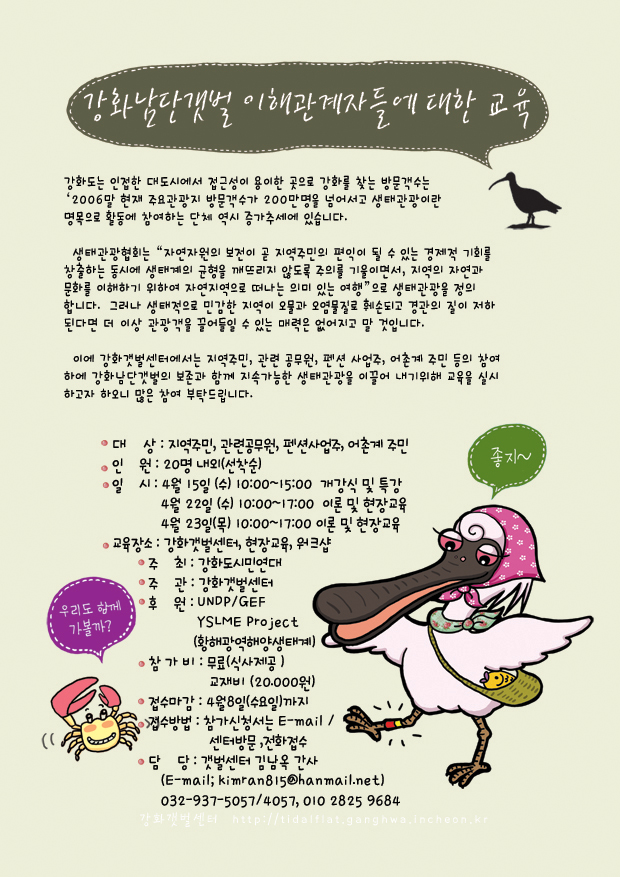 강화남단갯벌 이해관계자들에 대한 교육
강화도는 인접한 대도시에서 접근성이 용이한 곳으로 강화를 찾는 방문객수는
‘2006말 현재 주요관광지 방문객수가 200만명을 넘어서고 생태관광이란
명목으로 활동에 참여하는 단체 역시 증가추세에 있습니다.
생태관광협회는 “자연자원의 보전이 곧 지역주민의 편익이 될 수 있는 경제적 기회를
창출하는 동시에 생태계의 균형을 깨뜨리지 않도록 주의를 기울이면서, 지역의 자연과
문화를 이해하기 위하여 자연지역으로 떠나는 의미 있는 여행”으로 생태관광을 정의
합니다. 그러나 생태적으로 민감한 지역이 오물과 오염물질로 훼손되고 경관의 질이 저하
된다면 더 이상 관광객을 끌어들일 수 있는 매력은 없어지고 말 것입니다.
이에 강화갯벌센터에서는 지역주민, 관련 공무원, 펜션 사업주, 어촌계 주민 등의 참여
하에 강화남단갯벌의 보존과 함께 지속가능한 생태관광을 이끌어 내기위해 교육을 실시
하고자 하오니 많은 참여 부탁드립니다.
대 상 : 지역주민, 관련공무원, 펜션사업주, 어촌계 주민
인 원 : 20명 내외(선착순)
일 시 : 4월 15일 (수) 10:00~15:00 개강식 및 특강
4월 22일 (수) 10:00~17:00 이론 및 현장교육
4월 23일(목) 10:00~17:00 이론 및 현장교육
교육장소 : 강화갯벌센터, 현장교육, 워크샵
주 최 : 강화도시민연대
주 관 : 강화갯벌센터
후 원 : UNDP/GEF
YSLME Project
(황해광역해양생태계)
참 가 비 : 무료(식사제공 )
교재비 (20.000원)
접수마감 : 4월8일(수요일)까지
접수방법 : 참가신청서는 E-mail /
센터방문 ,전화접수
담 당 : 갯벌센터 김남옥 간사
(E-mail; kimran815@hanmail.net)
032-937-5057/4057, 010 2825 9684
강화갯벌센터 http://tidalflat.ganghwa.incheon.kr
좋지~
우리도 함께
가볼까?